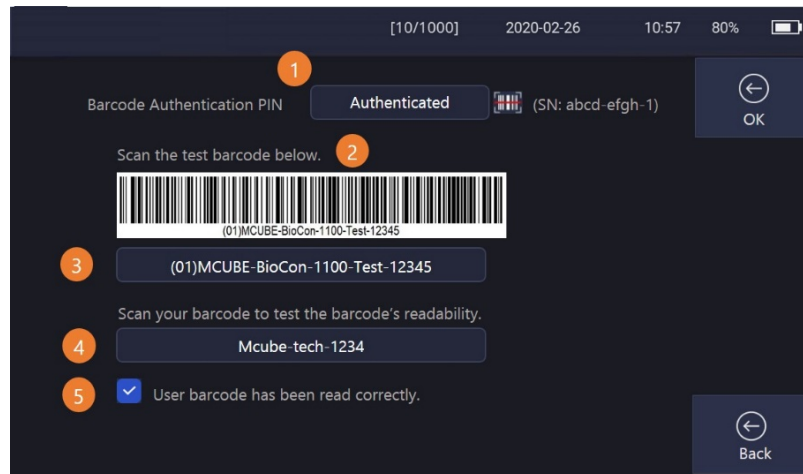 [10/1000] 2020-02-26 10:57 80%
1
Barcode Authentication PIN Authenticated (SN: abcd-efgh-1)
OK
Scan the test barcode below. 2
(01)MCUBE-BioCon-1100-Test-12345
3 (01)MCUBE-BioCon-1100-Test-12345
Scan your barcode to test the barcode's readability.
4 Mcube-tech-1234
5 User barcode has been read correctly.
Back